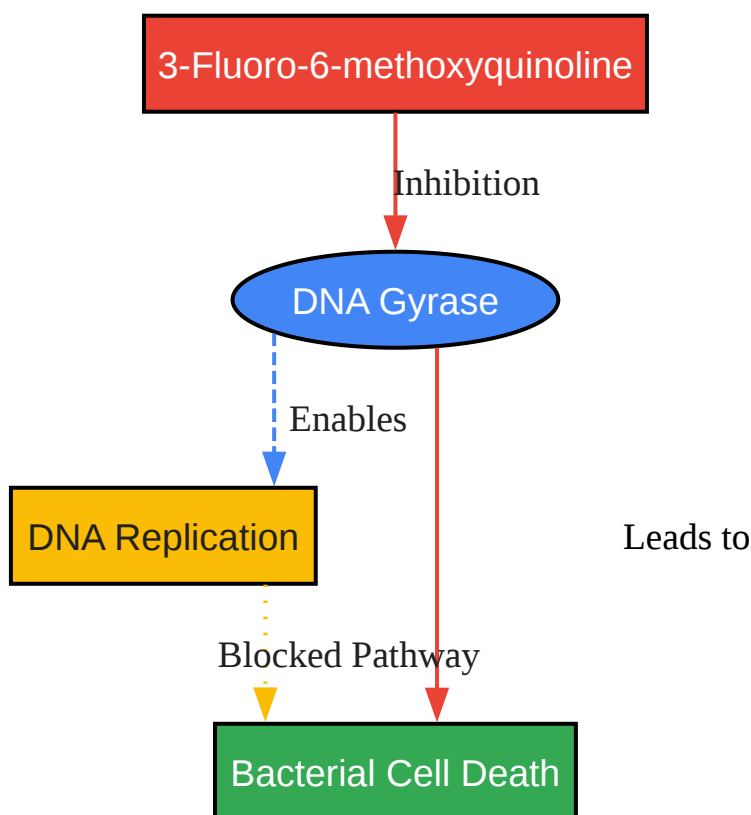 3-Fluoro-6-methoxyquinoline
Inhibition
DNA Gyrase
Enables
DNA Replication
Leads to
Blocked Pathway
Bacterial Cell Death